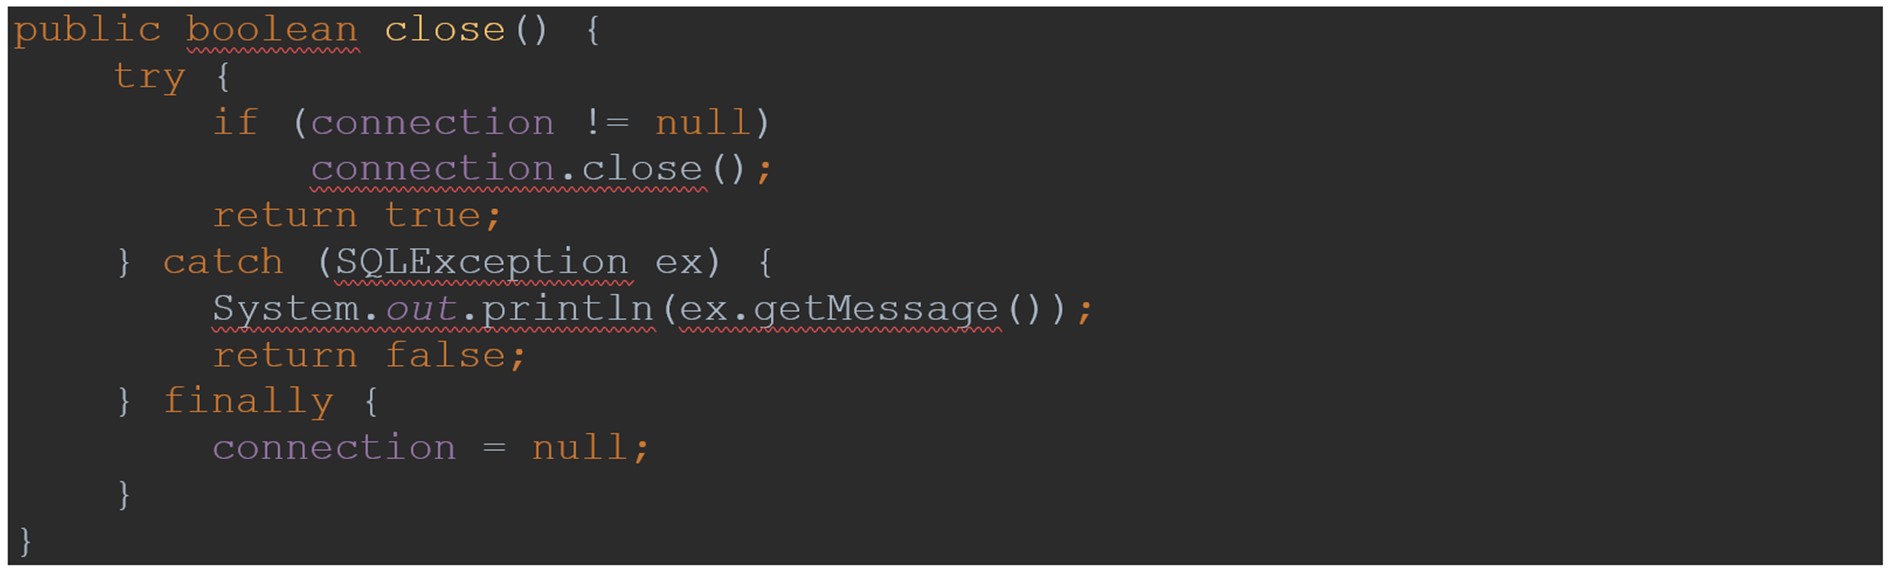 public boolean close() {
try {
if (connection != null)
connection.close();
return true;
} catch (SQLException ex) {
System.out.println(ex.getMessage());
return false;
} finally {
connection = null;
}
}